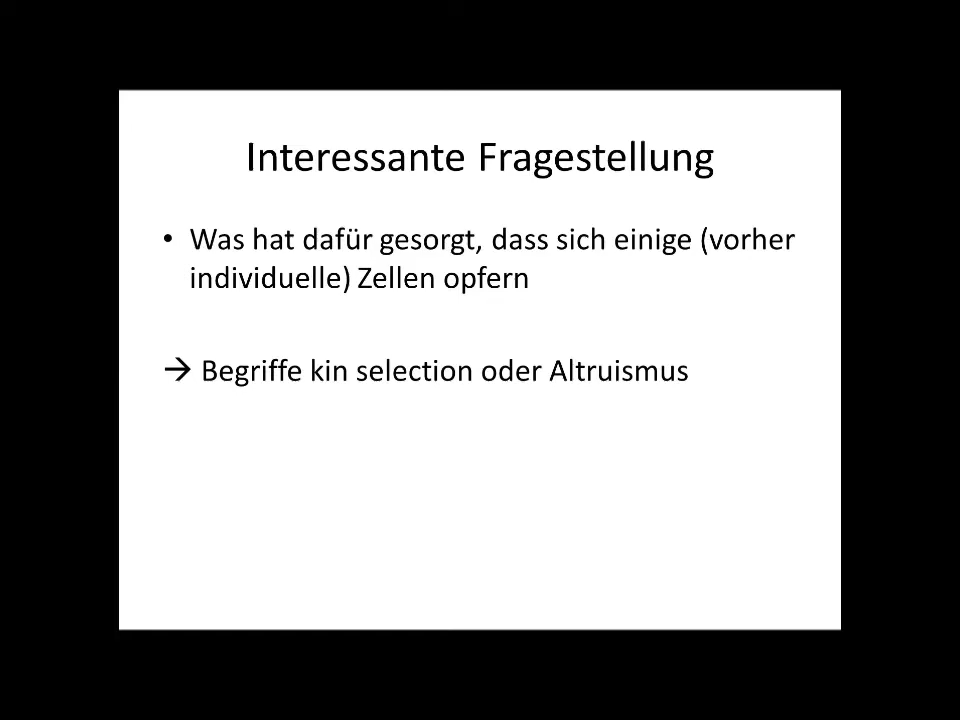 Interessante Fragestellung
• Was hat dafür gesorgt, dass sich einige (vorher
individuelle) Zellen opfern
→ Begriffe kin selection oder Altruismus